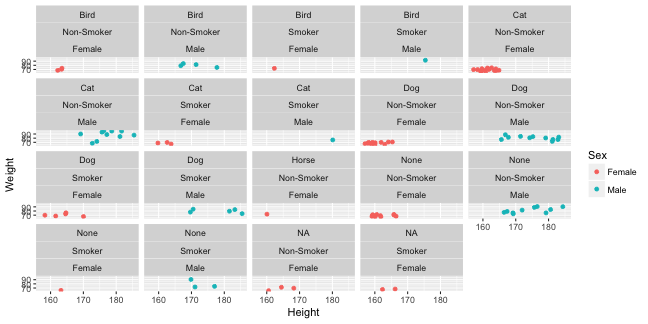 Bird Bird Bird Bird Cat
Non-Smoker Non-Smoker Smoker Smoker Non-Smoker
Female Male Female Male Female
90
80
70
Cat Cat Cat Dog Dog
Non-Smoker Smoker Smoker Non-Smoker Non-Smoker
Male Female Male Female Male
90
80
70
Dog Dog Horse None None
Smoker Smoker Non-Smoker Non-Smoker Non-Smoker
Female Male Female Female Male
90
80
70
160 170 180
None None NA NA
Smoker Smoker Non-Smoker Smoker
Female Male Female Female
90
80
70
160 170 180 160 170 180 160 170 180 160 170 180
Height
Weight
Sex
Female
Male